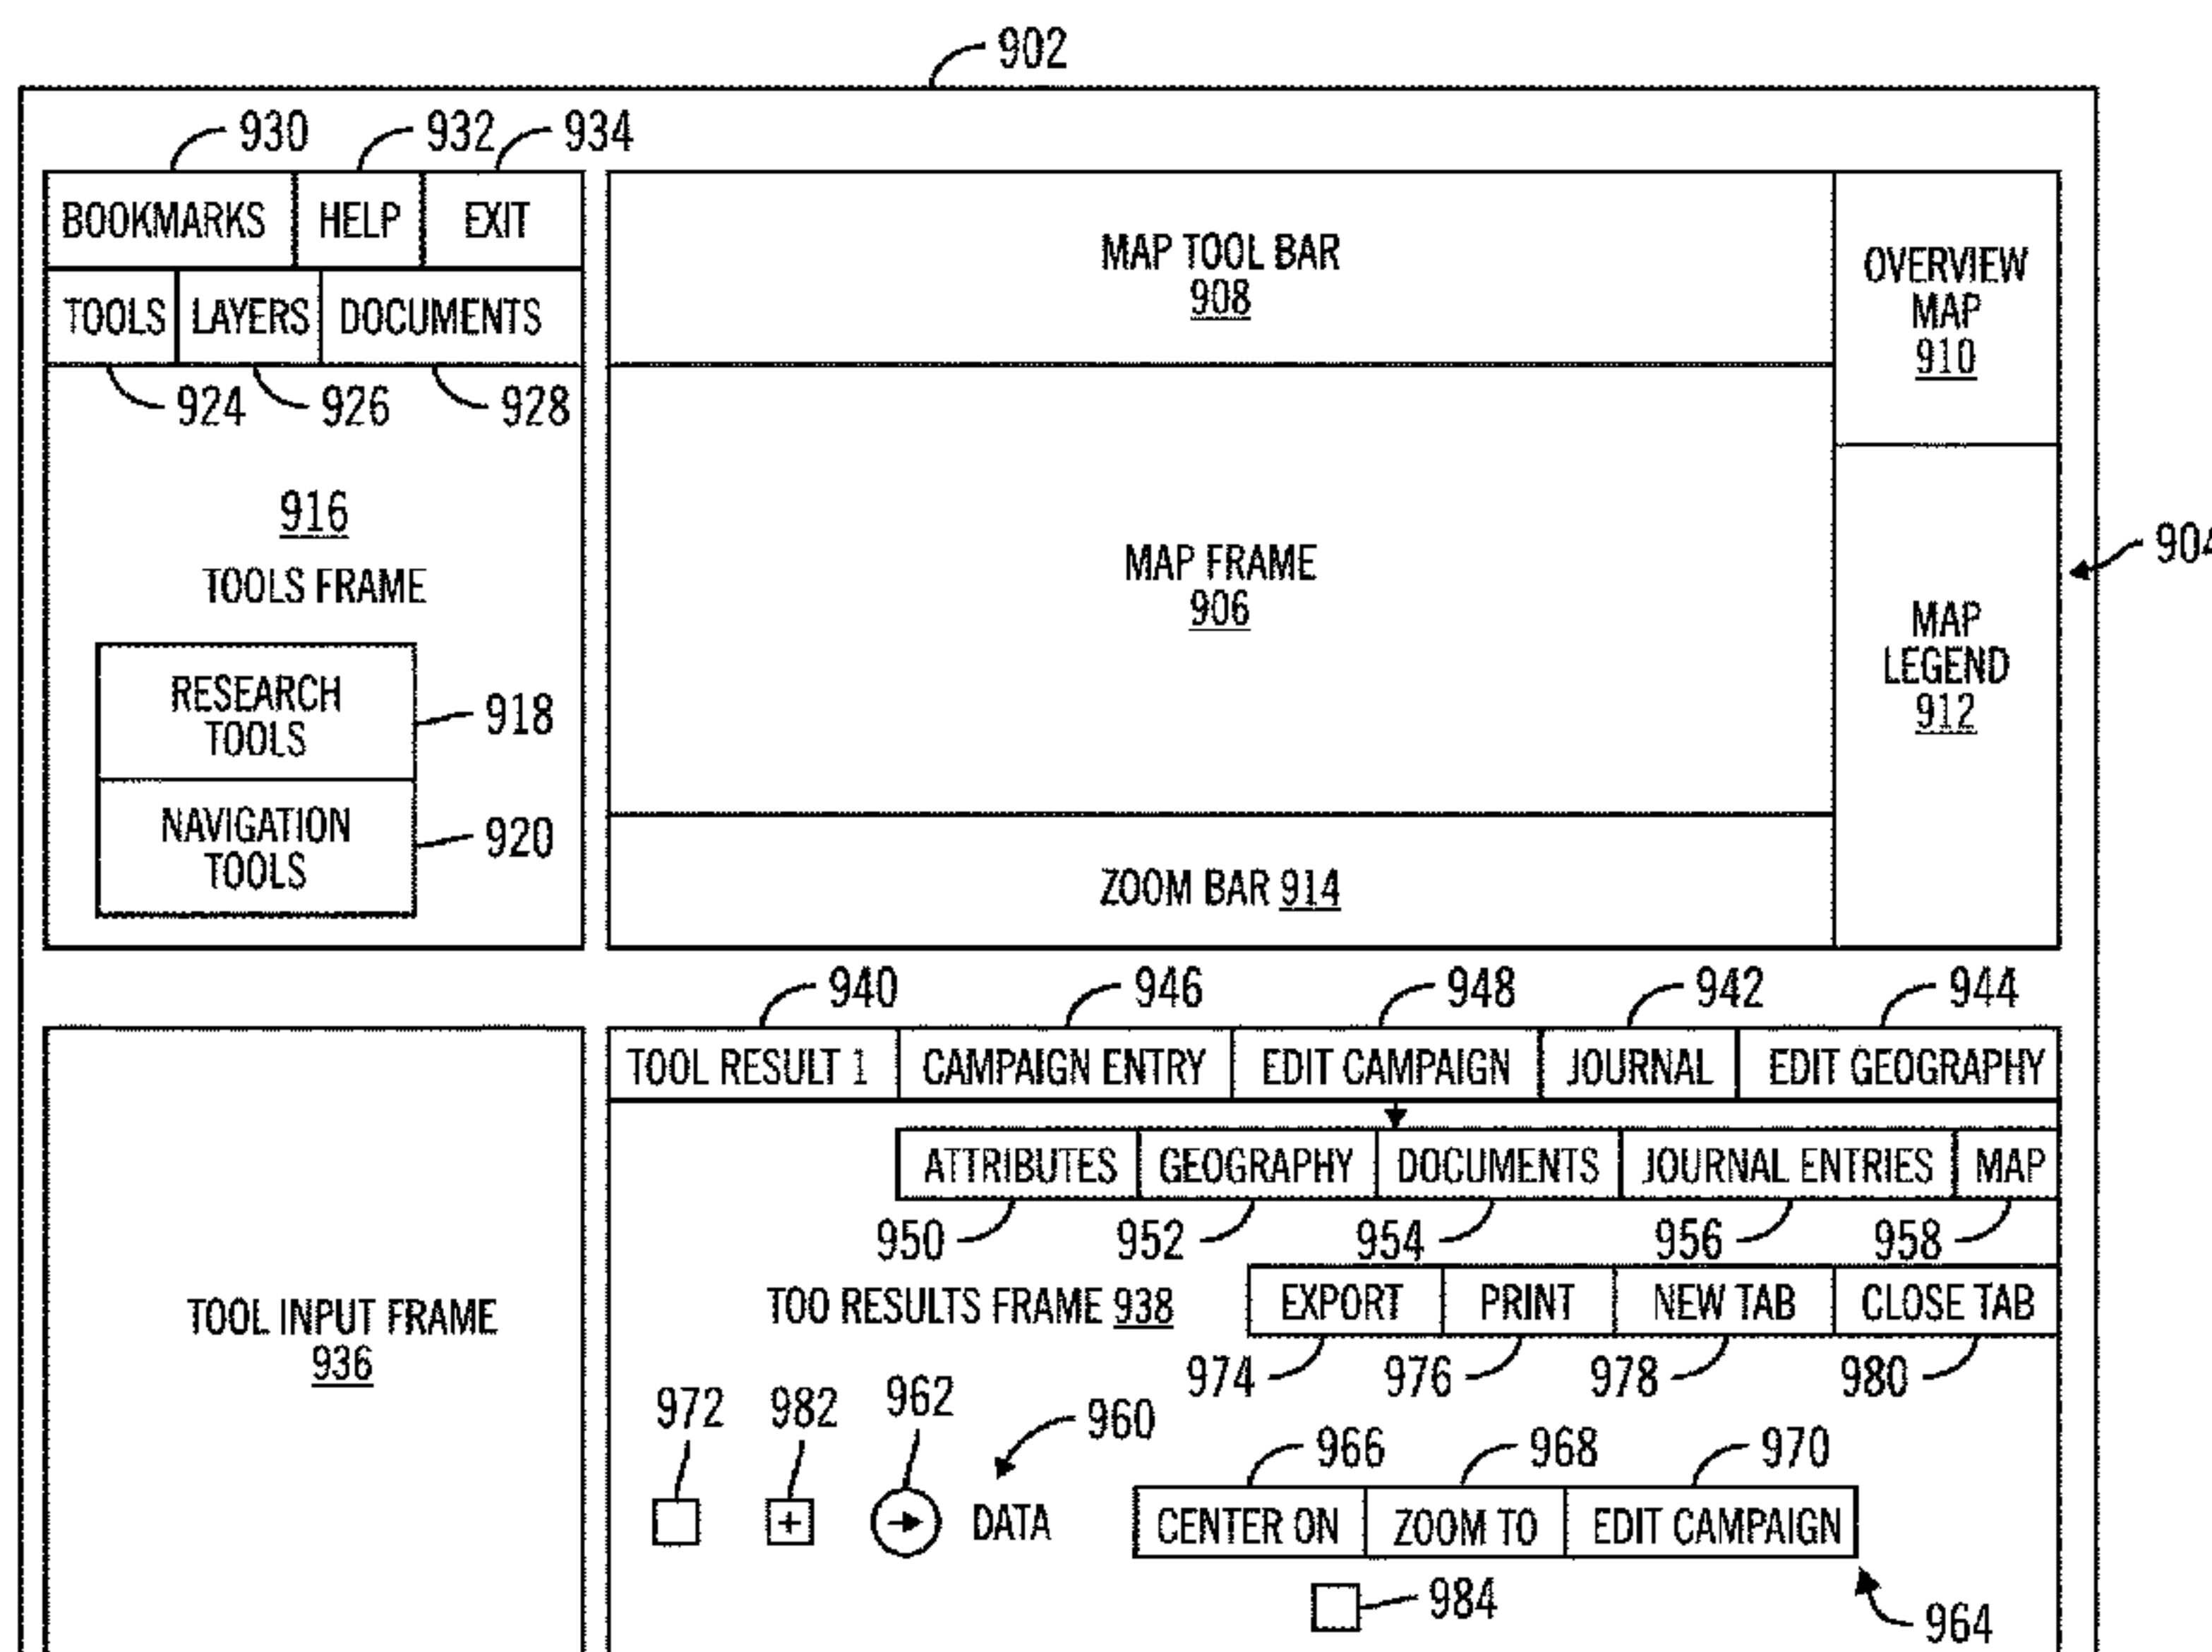 902
930 932 934
BOOKMARKS HELP EXIT
TOOLS LAYERS DOCUMENTS
924 926 928
916
TOOLS FRAME
RESEARCH
TOOLS
918
NAVIGATION
TOOLS
920
MAP TOOL BAR
908
MAP FRAME
906
ZOOM BAR 914
OVERVIEW
MAP
910
MAP
LEGEND
912
904
TOOL INPUT FRAME
936
940 946 948 942 944
TOOL RESULT 1 CAMPAIGN ENTRY EDIT CAMPAIGN JOURNAL EDIT GEOGRAPHY
ATTRIBUTES GEOGRAPHY DOCUMENTS JOURNAL ENTRIES MAP
950 952 954 956 958
TOO RESULTS FRAME 938
EXPORT PRINT NEW TAB CLOSE TAB
974 976 978 980
972 982 962 960
966 968 970
+ DATA
CENTER ON ZOOM TO EDIT CAMPAIGN
984
964